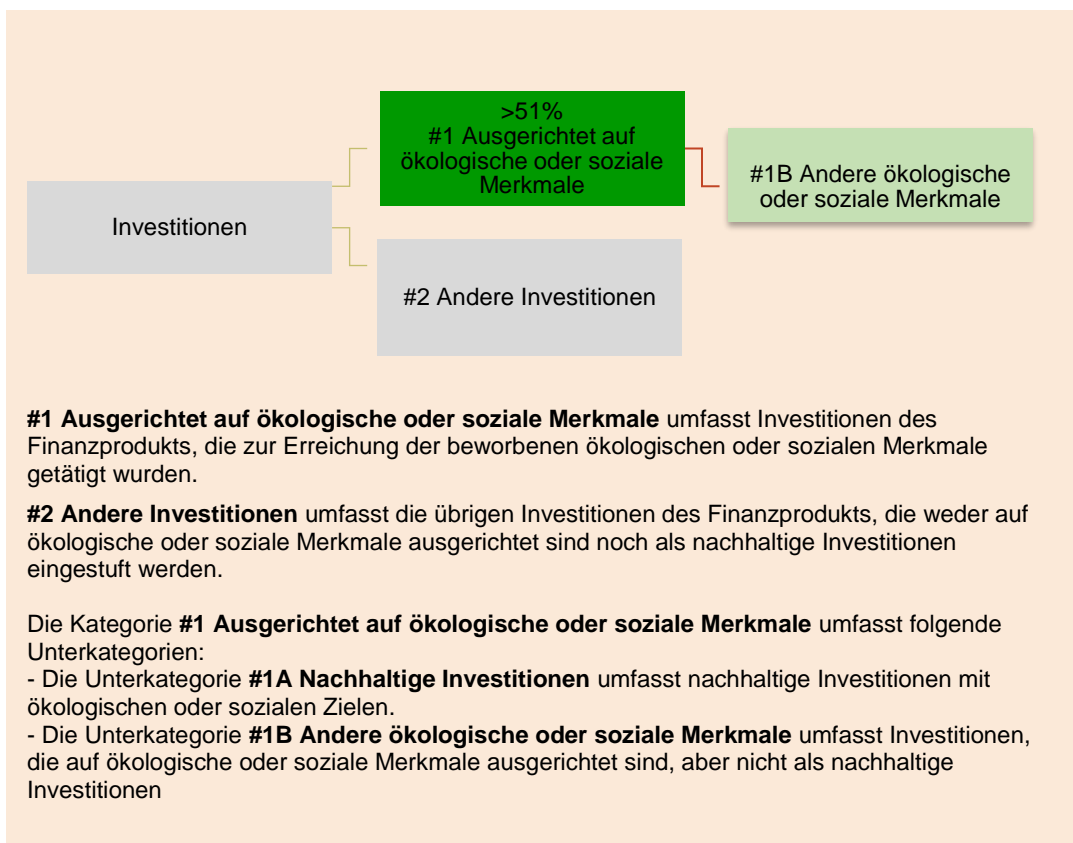 >51%
#1 Ausgerichtet auf
ökologische oder soziale
Merkmale
#1B Andere ökologische
oder soziale Merkmale
Investitionen
#2 Andere Investitionen
#1 Ausgerichtet auf ökologische oder soziale Merkmale umfasst Investitionen des
Finanzprodukts, die zur Erreichung der beworbenen ökologischen oder sozialen Merkmale
getätigt wurden.
#2 Andere Investitionen umfasst die übrigen Investitionen des Finanzprodukts, die weder auf
ökologische oder soziale Merkmale ausgerichtet sind noch als nachhaltige Investitionen
eingestuft werden.
Die Kategorie #1 Ausgerichtet auf ökologische oder soziale Merkmale umfasst folgende
Unterkategorien:
- Die Unterkategorie #1A Nachhaltige Investitionen umfasst nachhaltige Investitionen mit
ökologischen oder sozialen Zielen.
- Die Unterkategorie #1B Andere ökologische oder soziale Merkmale umfasst Investitionen,
die auf ökologische oder soziale Merkmale ausgerichtet sind, aber nicht als nachhaltige
Investitionen